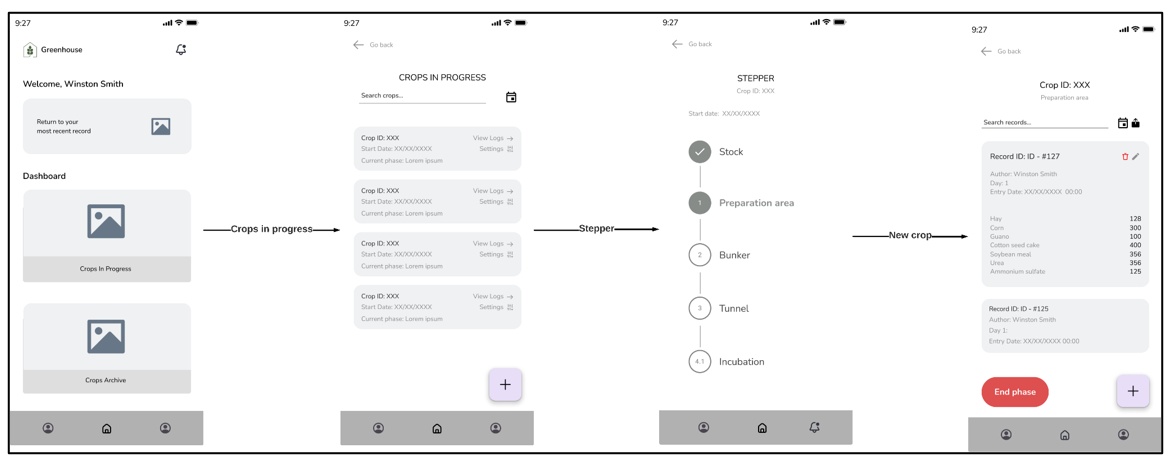 9:27
Greenhouse
Welcome, Winston Smith
Return to your
most recent record
Dashboard
Crops In Progress
Crops Archive
Crops in progress
9:27
Go back
CROPS IN PROGRESS
Search crops...
Crop ID: XXX
View Logs
Start Date: XX/XX/XXXX
Settings
Current phase: Lorem ipsum
Crop ID: XXX
View Logs
Start Date: XX/XX/XXXX
Settings
Current phase: Lorem ipsum
Crop ID: XXX
View Logs
Start Date: XX/XX/XXXX
Settings
Current phase: Lorem ipsum
Crop ID: XXX
View Logs
Start Date: XX/XX/XXXX
Settings
Current phase: Lorem ipsum
Stepper
9:27
Go back
STEPPER
Crop ID: XXX
Start date: XX/XX/XXXX
Stock
1 Preparation area
2 Bunker
3 Tunnel
4.1 Incubation
New crop
9:27
Go back
Crop ID: XXX
Preparation area
Search records...
Record ID: ID - #127
Author: Winston Smith
Day: 1
Entry Date: XX/XX/XXXX 00:00
Hay 128
Corn 300
Guano 100
Cotton seed cake 400
Soybean meal 356
Urea 356
Ammonium sulfato 125
Record ID: ID - #125
Author: Winston Smith
Day 1:
Entry Date: XX/XX/XXXX 00:00
End phase